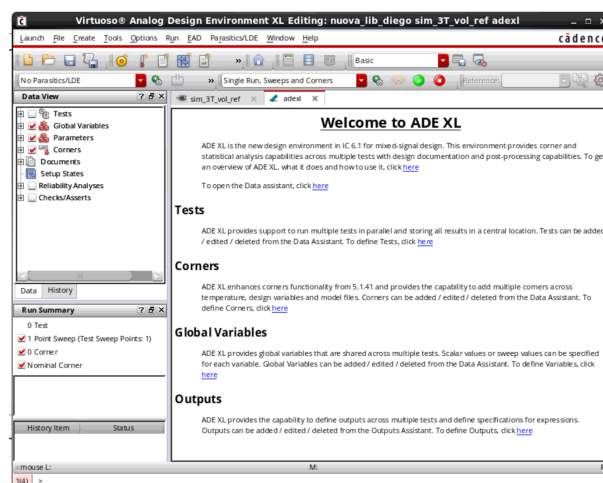 Virtuoso® Analog Design Environment XL Editing: nuova_lib_diego sim_3T_vol_ref adexl
Launch File Create Tools Options Run EAD Parasitics/LDE Window Help
cādence
» Basic
No Parasitics/LDE » Single Run, Sweeps and Corners Reference:
Data View
Tests
Global Variables
Parameters
Corners
Documents
Setup States
Reliability Analyses
Checks/Asserts
Data History
Run Summary
0 Test
1 Point Sweep (Test Sweep Points: 1)
0 Corner
Nominal Corner
History Item Status
sim_3T_vol_ref adexl
Welcome to ADE XL
ADE XL is the new design environment in IC 6.1 for mixed-signal design. This environment provides corner and
statistical analysis capabilities across multiple tests with design documentation and post-processing capabilities. To ge
an overview of ADE XL, what it does and how to use it, click here
To open the Data assistant, click here
Tests
ADE XL provides support to run multiple tests in parallel and storing all results in a central location. Tests can be added
/ edited / deleted from the Data Assistant. To define Tests, click here
Corners
ADE XL enhances corners functionality from 5.1.41 and provides the capability to add multiple corners across
temperature, design variables and model files. Corners can be added / edited / deleted from the Data Assistant. To
define Corners, click here
Global Variables
ADE XL provides global variables that are shared across multiple tests. Scalar values or sweep values can be specified
for each variable. Global Variables can be added / edited / deleted from the Data Assistant. To define Variables, click
here
Outputs
ADE XL provides the capability to define outputs across multiple tests and define specifications for expressions.
Outputs can be added / edited / deleted from the Outputs Assistant. To define Outputs, click here
mouse L: M:
1(4) >